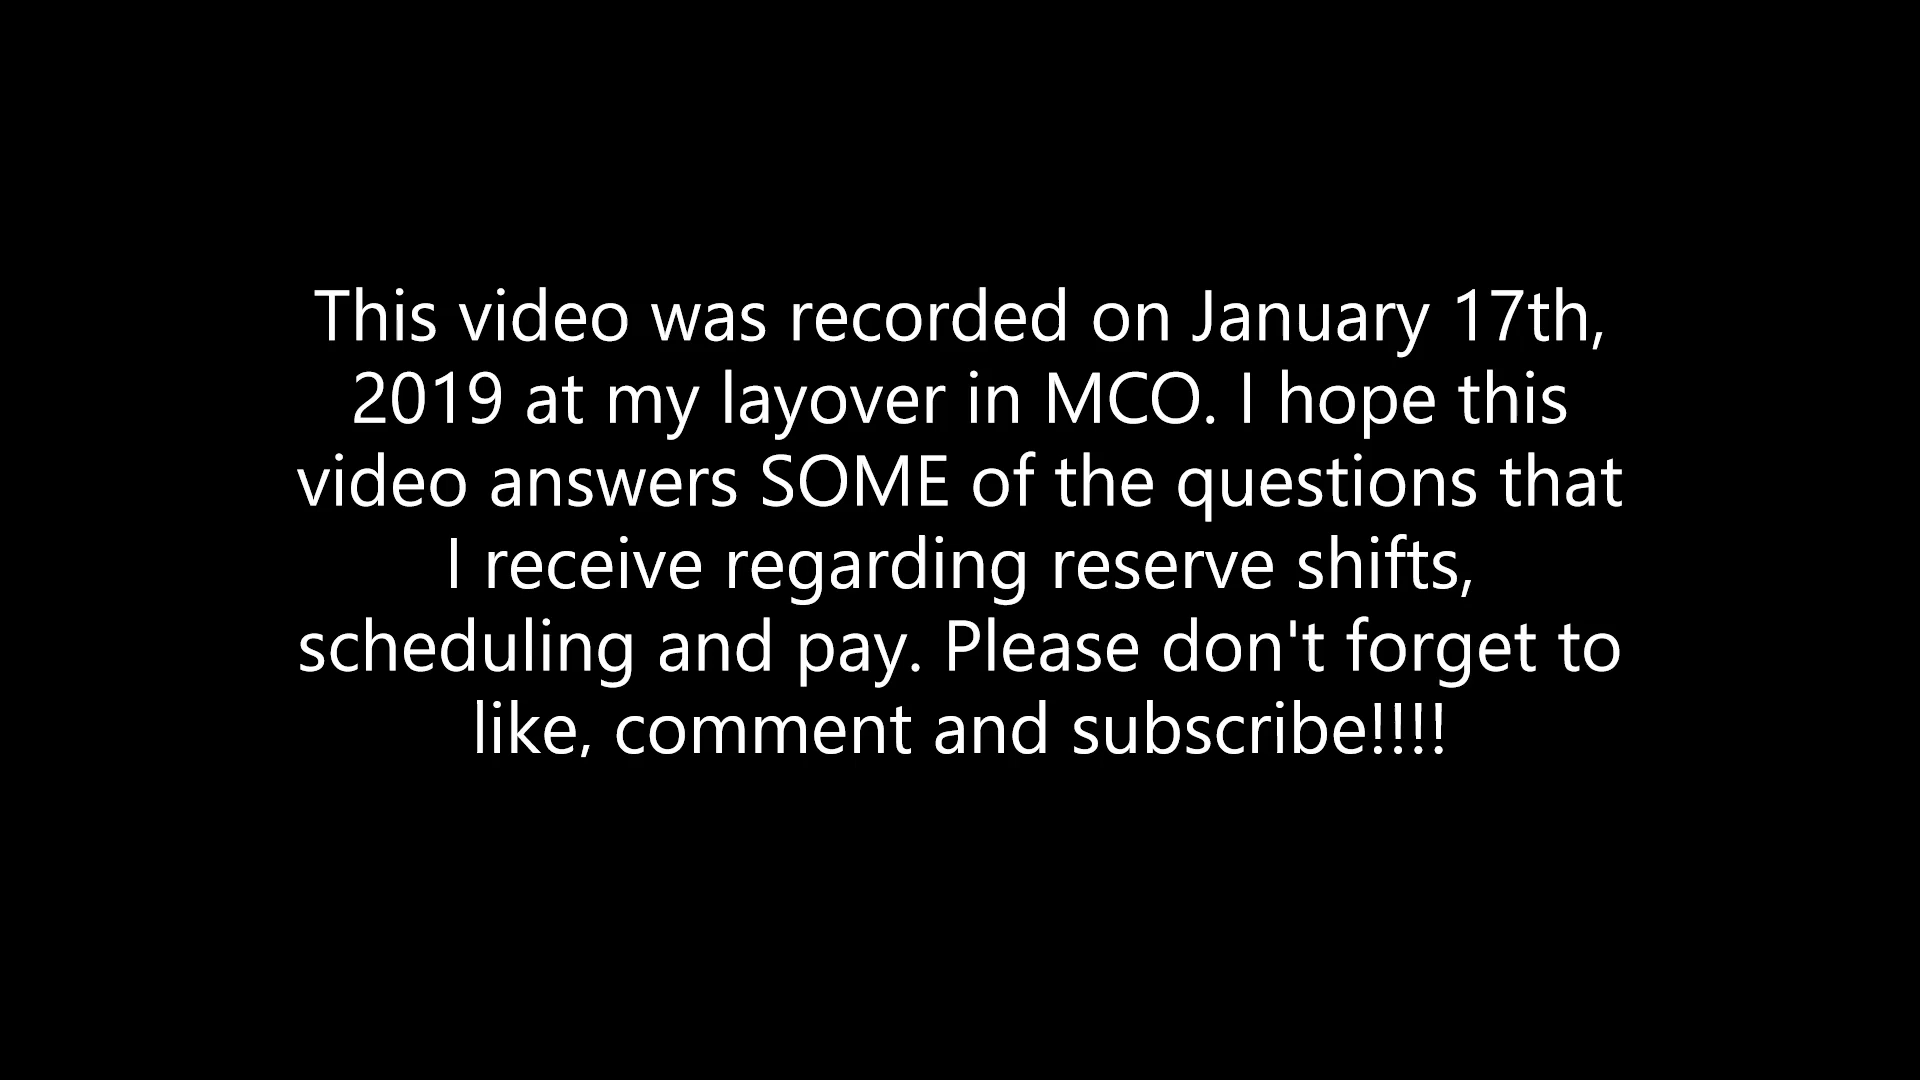 This video was recorded on January 17th,
2019 at my layover in MCO. I hope this
video answers SOME of the questions that
I receive regarding reserve shifts,
scheduling and pay. Please don't forget to
like, comment and subscribe!!!!